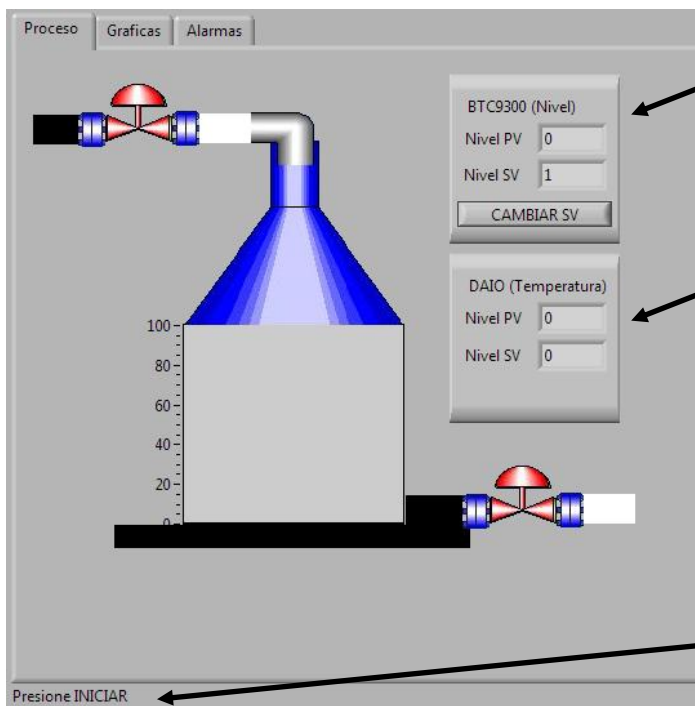 Proceso Graficas Alarmas
BTC9300 (Nivel)
Nivel PV 0
Nivel SV 1
CAMBIAR SV
DAIO (Temperatura)
Nivel PV 0
Nivel SV 0
100
80
60
40
20
0
Presione INICIAR